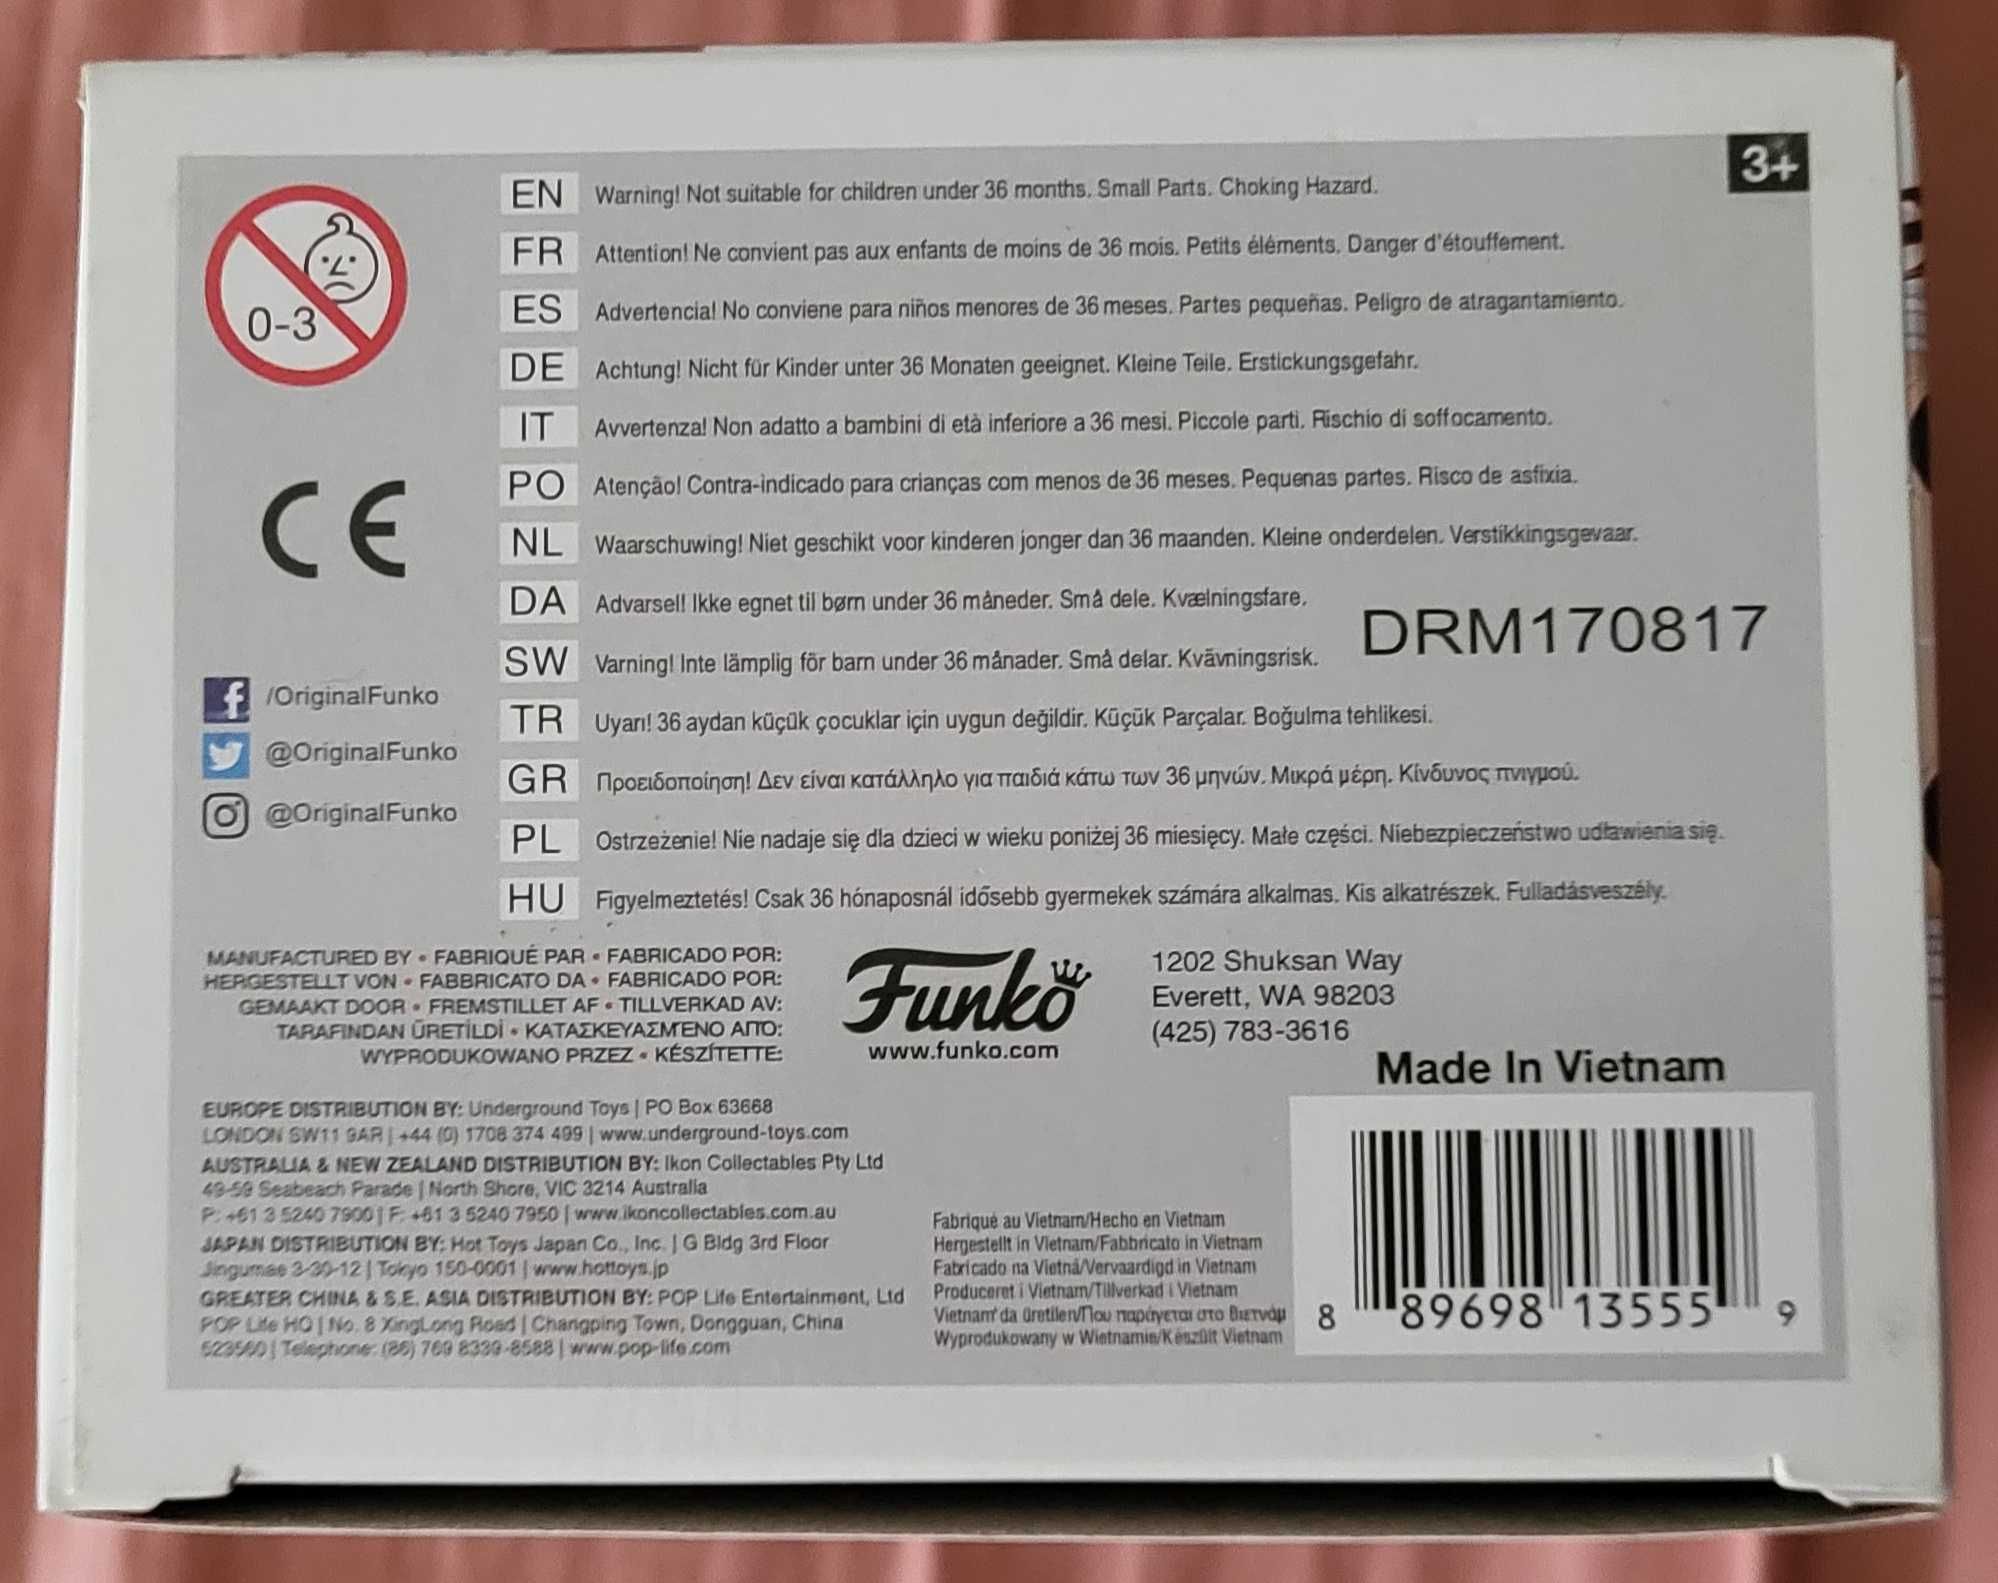 3+
0-3
EN Warning! Not suitable for children under 36 months. Small Parts. Choking Hazard.
FR Attention! Ne convient pas aux enfants de moins de 36 mois. Petits éléments. Danger d'étouffement.
ES Advertencia! No conviene para niños menores de 36 meses. Partes pequeñas. Peligro de atragantamiento.
DE Achtung! Nicht für Kinder unter 36 Monaten geeignet. Kleine Teile. Erstickungsgefahr.
IT Avvertenza! Non adatto a bambini di età inferiore a 36 mesi. Piccole parti. Rischio di soffocamento.
PO Atenção! Contra-indicado para crianças com menos de 36 meses. Pequenas partes. Risco de asfixia.
NL Waarschuwing! Niet geschikt voor kinderen jonger dan 36 maanden. Kleine onderdelen. Verstikkingsgevaar.
DA Advarsel! Ikke egnet til børn under 36 måneder. Små dele. Kvælningsfare.
SW Varning! Inte lämplig för barn under 36 månader. Små delar. Kvävningsrisk.
TR Uyarı! 36 aydan küçük çocuklar için uygun değildir. Küçük Parçalar. Boğulma tehlikesi.
GR Προειδοποίηση! Δεν είναι κατάλληλο για παιδιά κάτω των 36 μηνών. Μικρά μέρη. Κίνδυνος πνιγμού.
PL Ostrzeżenie! Nie nadaje się dla dzieci w wieku poniżej 36 miesięcy. Małe części. Niebezpieczeństwo udławienia się.
HU Figyelmeztetés! Csak 36 hónaposnál idősebb gyermekek számára alkalmas. Kis alkatrészek. Fulladásveszély.
DRM170817
CE
/OriginalFunko
@OriginalFunko
@OriginalFunko
MANUFACTURED BY • FABRIQUÉ PAR • FABRICADO POR:
HERGESTELLT VON • FABBRICATO DA • FABRICADO POR:
GEMAAKT DOOR • FREMSTILLET AF • TILLVERKAD AV:
TARAFINDAN ÜRETİLDİ • ΚΑΤΑΣΚΕΥΑΣΜΈΝΟ ΑΠΌ:
WYPRODUKOWANO PRZEZ • KÉSZÍTETTE:
Funko
www.funko.com
1202 Shuksan Way
Everett, WA 98203
(425) 783-3616
Made In Vietnam
EUROPE DISTRIBUTION BY: Underground Toys | PO Box 63668
LONDON SW11 9AR | +44 (0) 1708 374 499 | www.underground-toys.com
AUSTRALIA & NEW ZEALAND DISTRIBUTION BY: Ikon Collectables Pty Ltd
49-59 Seabeach Parade | North Shore, VIC 3214 Australia
P: +61 3 5240 7900 | F: +61 3 5240 7950 | www.ikoncollectables.com.au
JAPAN DISTRIBUTION BY: Hot Toys Japan Co., Inc. | G Bldg 3rd Floor
Jingumae 3-30-12 | Tokyo 150-0001 | www.hottoys.jp
GREATER CHINA & S.E. ASIA DISTRIBUTION BY: POP Life Entertainment, Ltd
POP Life HQ | No. 8 XingLong Road | Changping Town, Dongguan, China
523560 | Telephone: (86) 769 8339-8588 | www.pop-life.com
Fabriqué au Vietnam/Hecho en Vietnam
Hergestellt in Vietnam/Fabbricato in Vietnam
Fabricado na Vietnã/Vervaardigd in Vietnam
Produceret i Vietnam/Tillverkad i Vietnam
Vietnam' da üretilen/Που παράγεται στο Βιετνάμ
Wyprodukowany w Wietnamie/Készült Vietnam
8 89698 13555 9